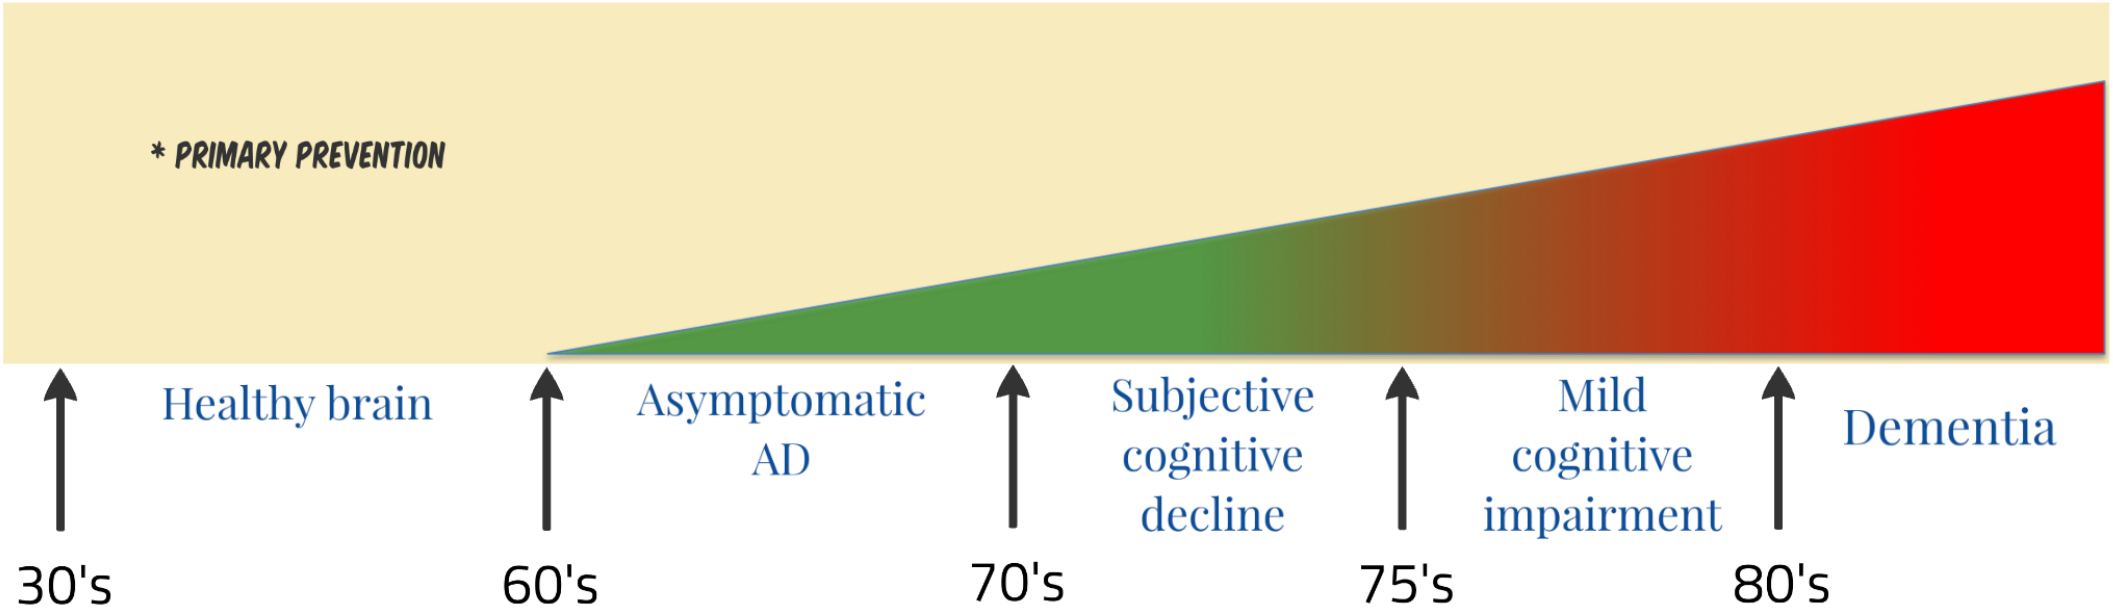 * PRIMARY PREVENTION
Healthy brain
Asymptomatic
AD
Subjective
cognitive
decline
Mild
cognitive
impairment
Dementia
30's
60's
70's
75's
80's